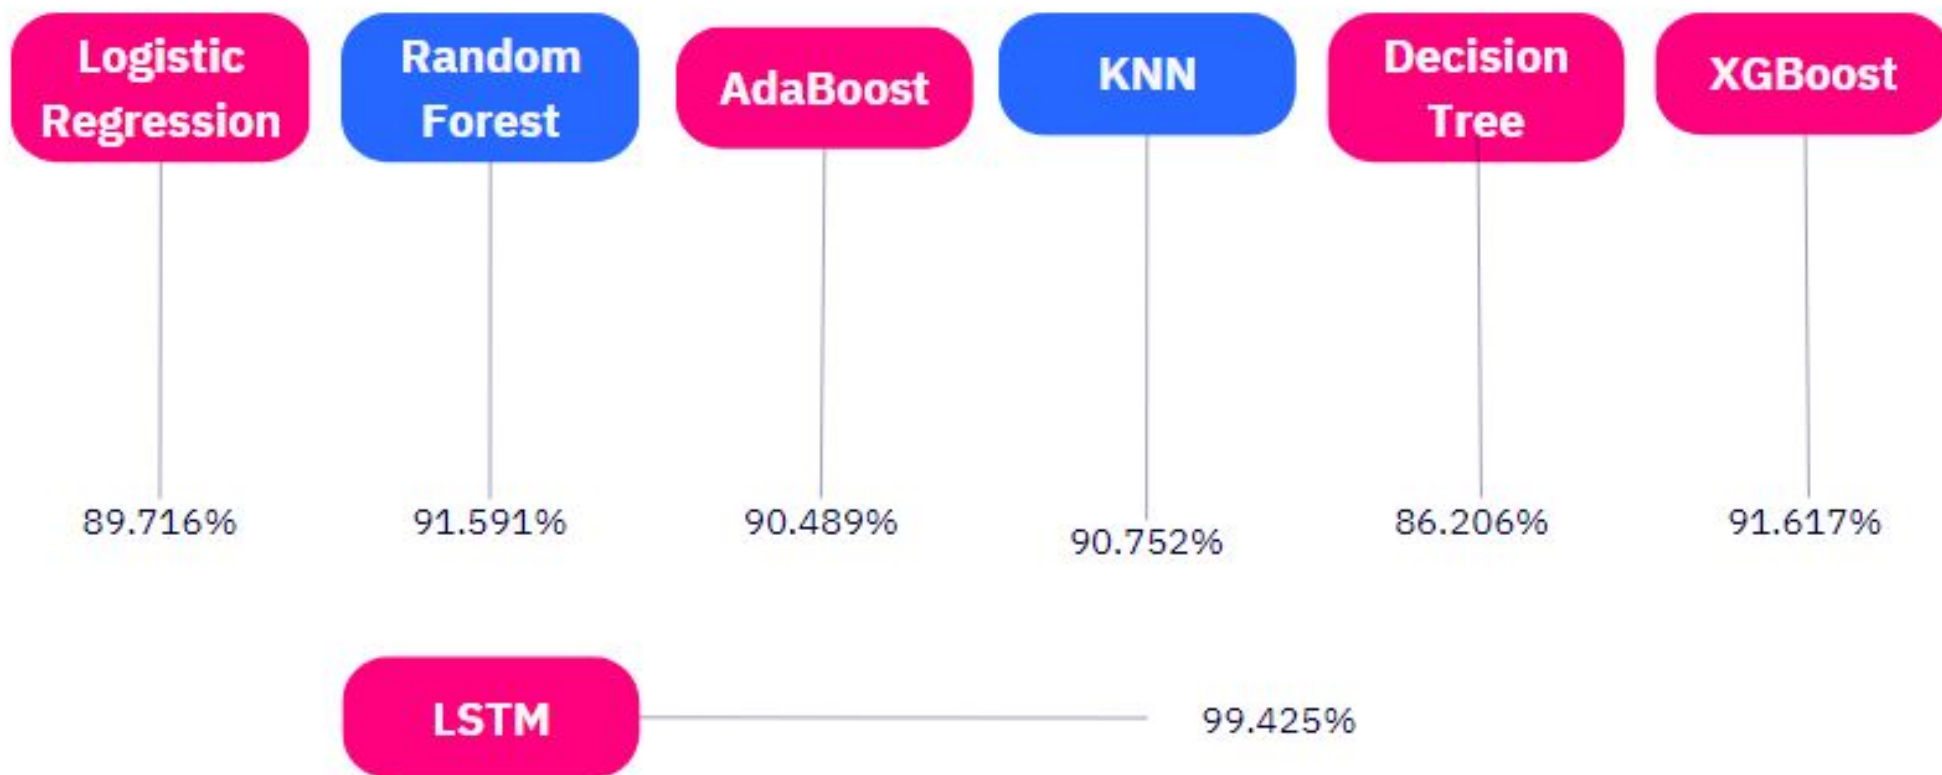 Logistic
Regression
Random
Forest
AdaBoost
KNN
Decision
Tree
XGBoost
89.716%
91.591%
90.489%
90.752%
86.206%
91.617%
LSTM
99.425%